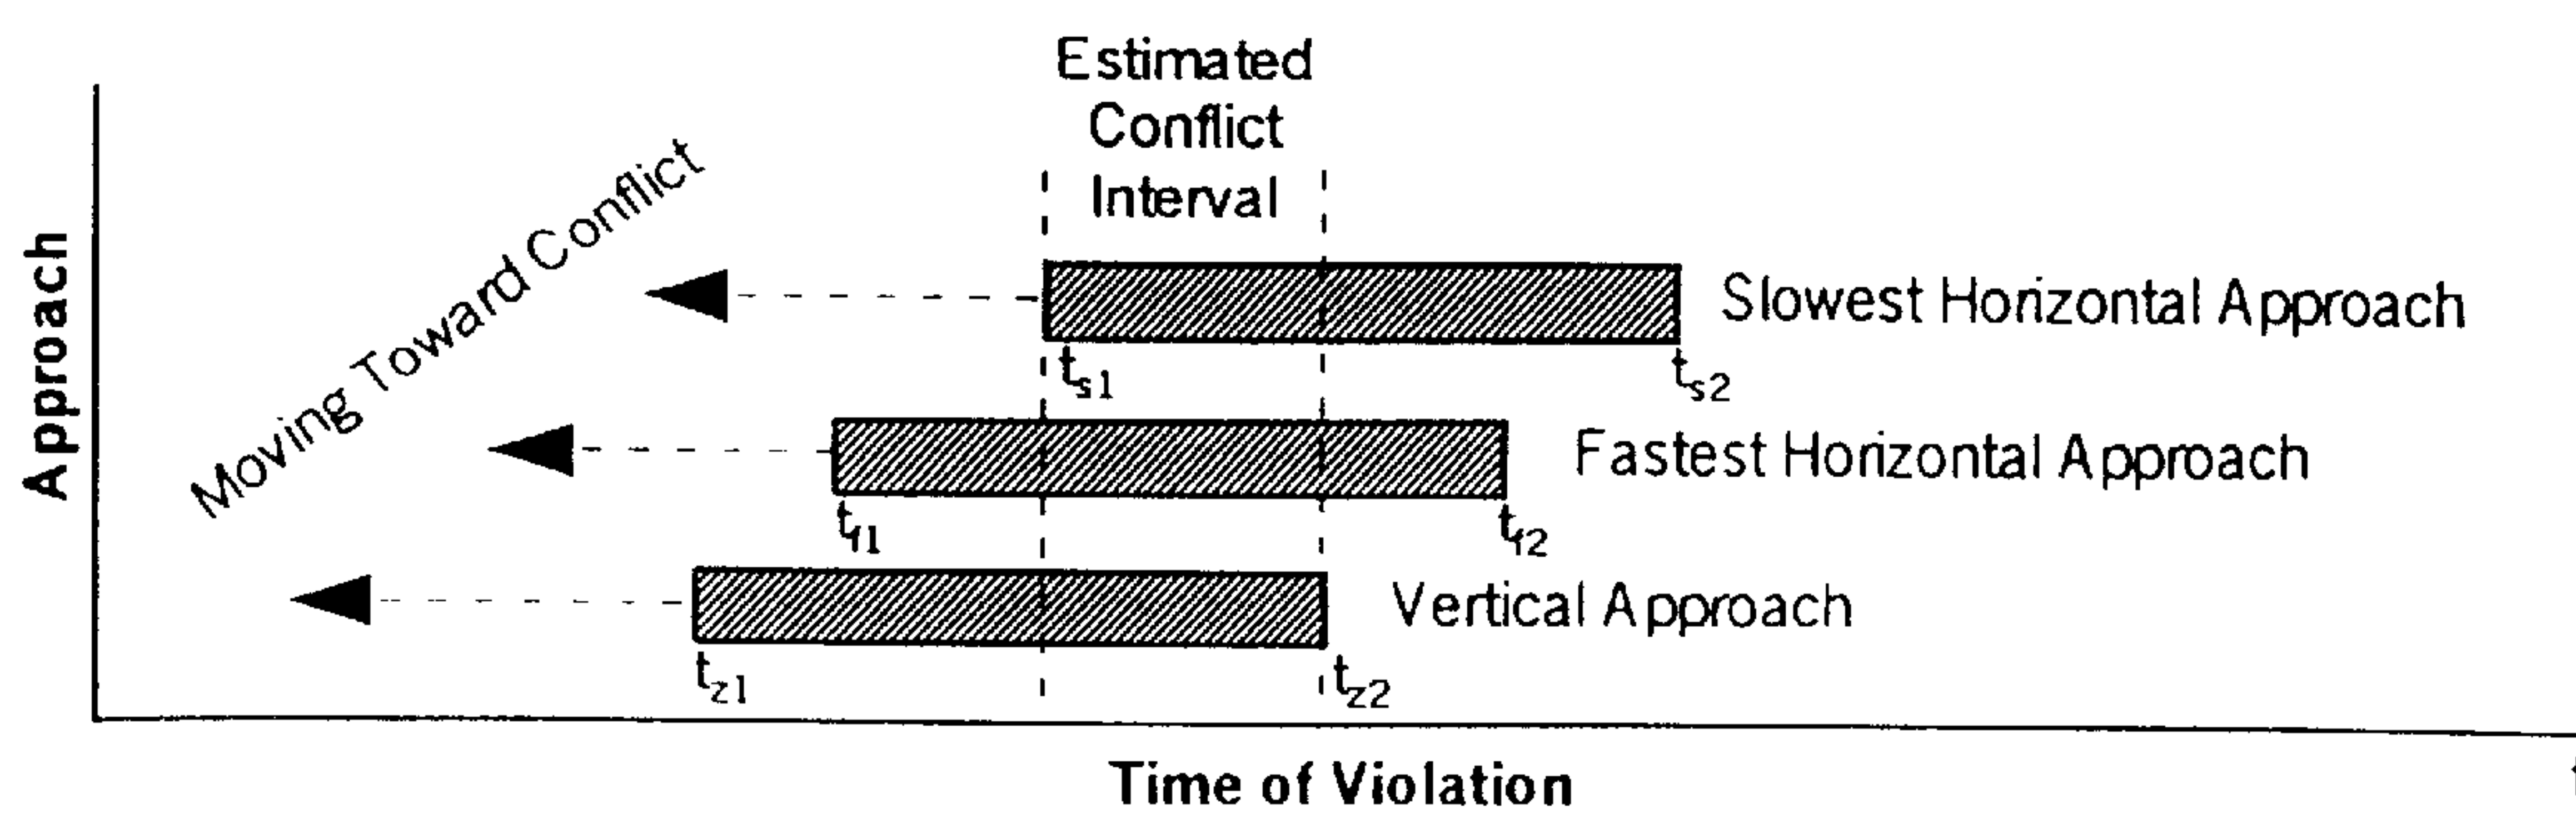 Estimated
Conflict
Interval
Moving Toward Conflict
Approach
Slowest Horizontal Approach
ts1
ts2
Fastest Horizontal Approach
tf1
tf2
Vertical Approach
tz1
tz2
Time of Violation